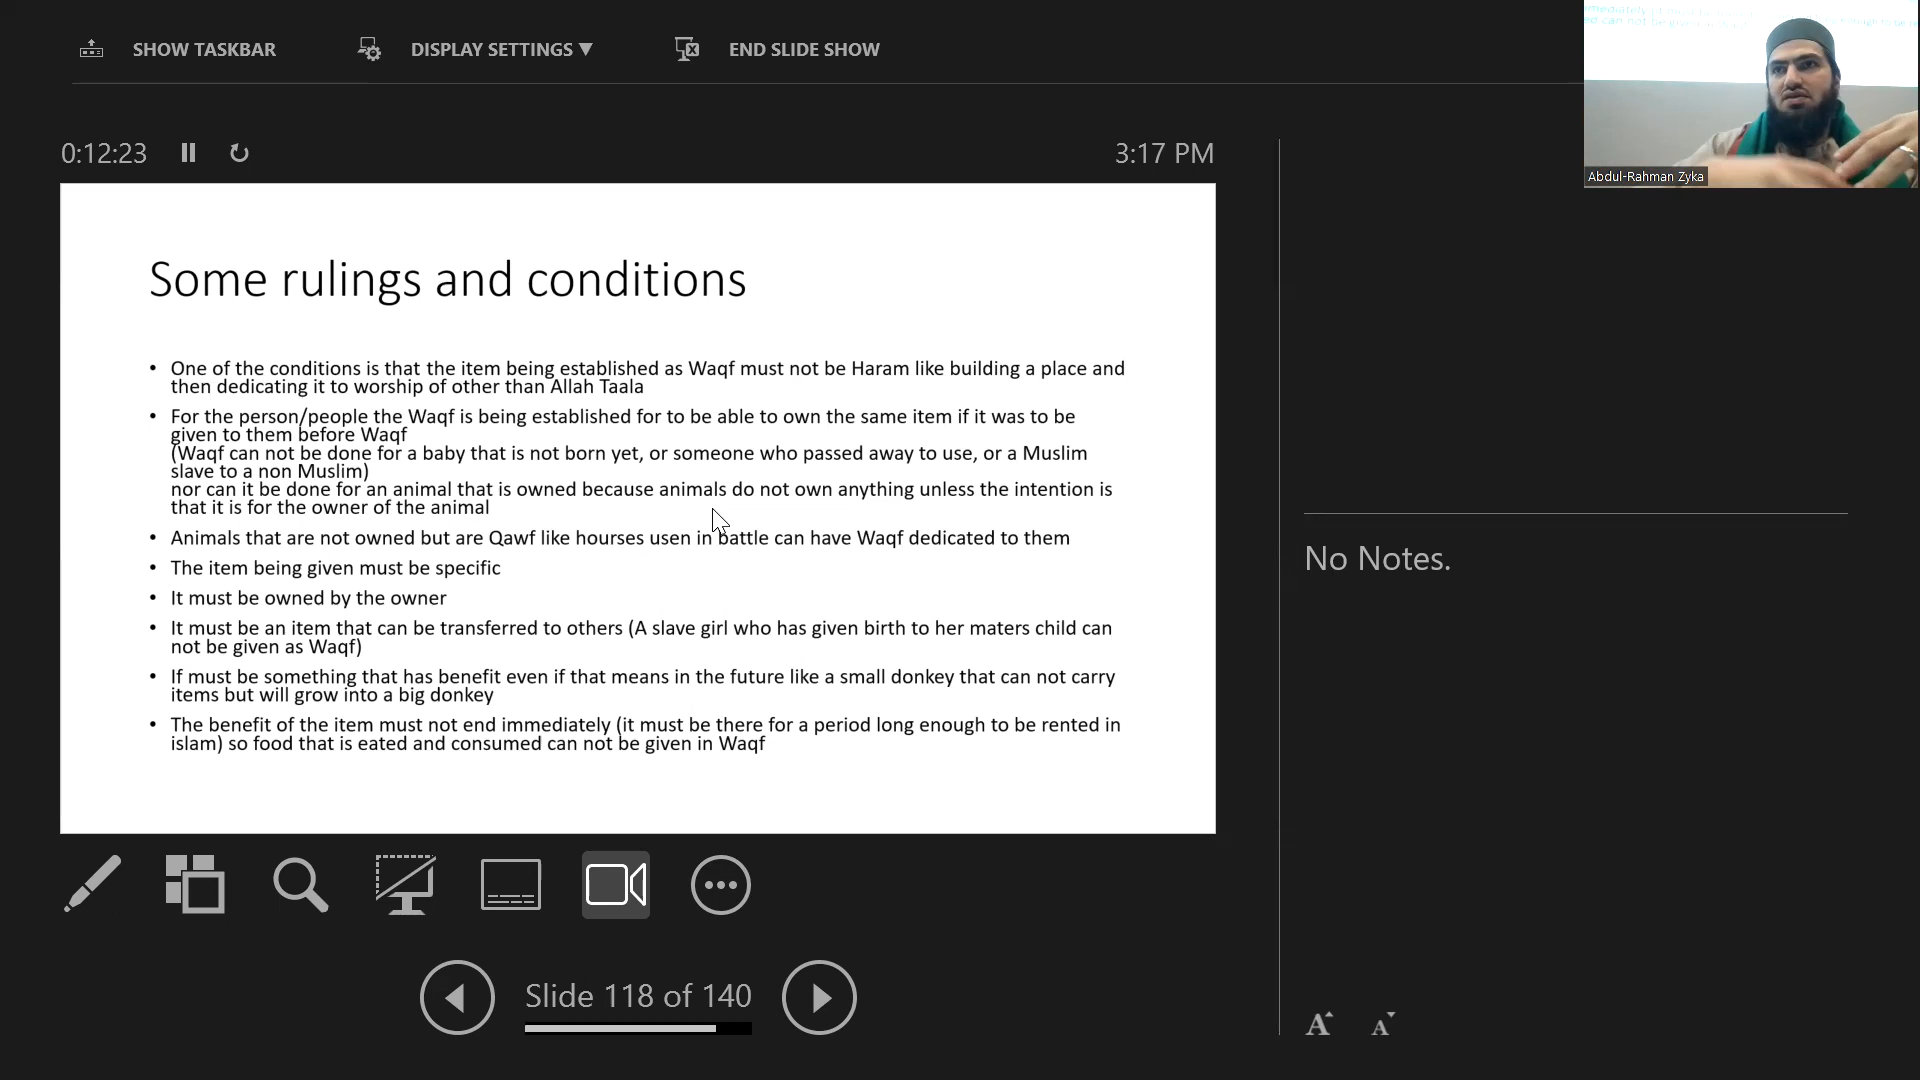 SHOW TASKBAR
DISPLAY SETTINGS ▼
END SLIDE SHOW
Abdul-Rahman Zyka
0:12:23
3:17 PM
Some rulings and conditions
• One of the conditions is that the item being established as Waqf must not be Haram like building a place and
then dedicating it to worship of other than Allah Taala
• For the person/people the Waqf is being established for to be able to own the same item if it was to be
given to them before Waqf
(Waqf can not be done for a baby that is not born yet, or someone who passed away to use, or a Muslim
slave to a non Muslim)
nor can it be done for an animal that is owned because animals do not own anything unless the intention is
that it is for the owner of the animal
• Animals that are not owned but are Qawf like hourses usen in battle can have Waqf dedicated to them
• The item being given must be specific
• It must be owned by the owner
• It must be an item that can be transferred to others (A slave girl who has given birth to her maters child can
not be given as Waqf)
• If must be something that has benefit even if that means in the future like a small donkey that can not carry
items but will grow into a big donkey
• The benefit of the item must not end immediately (it must be there for a period long enough to be rented in
islam) so food that is eated and consumed can not be given in Waqf
No Notes.
Slide 118 of 140
A A